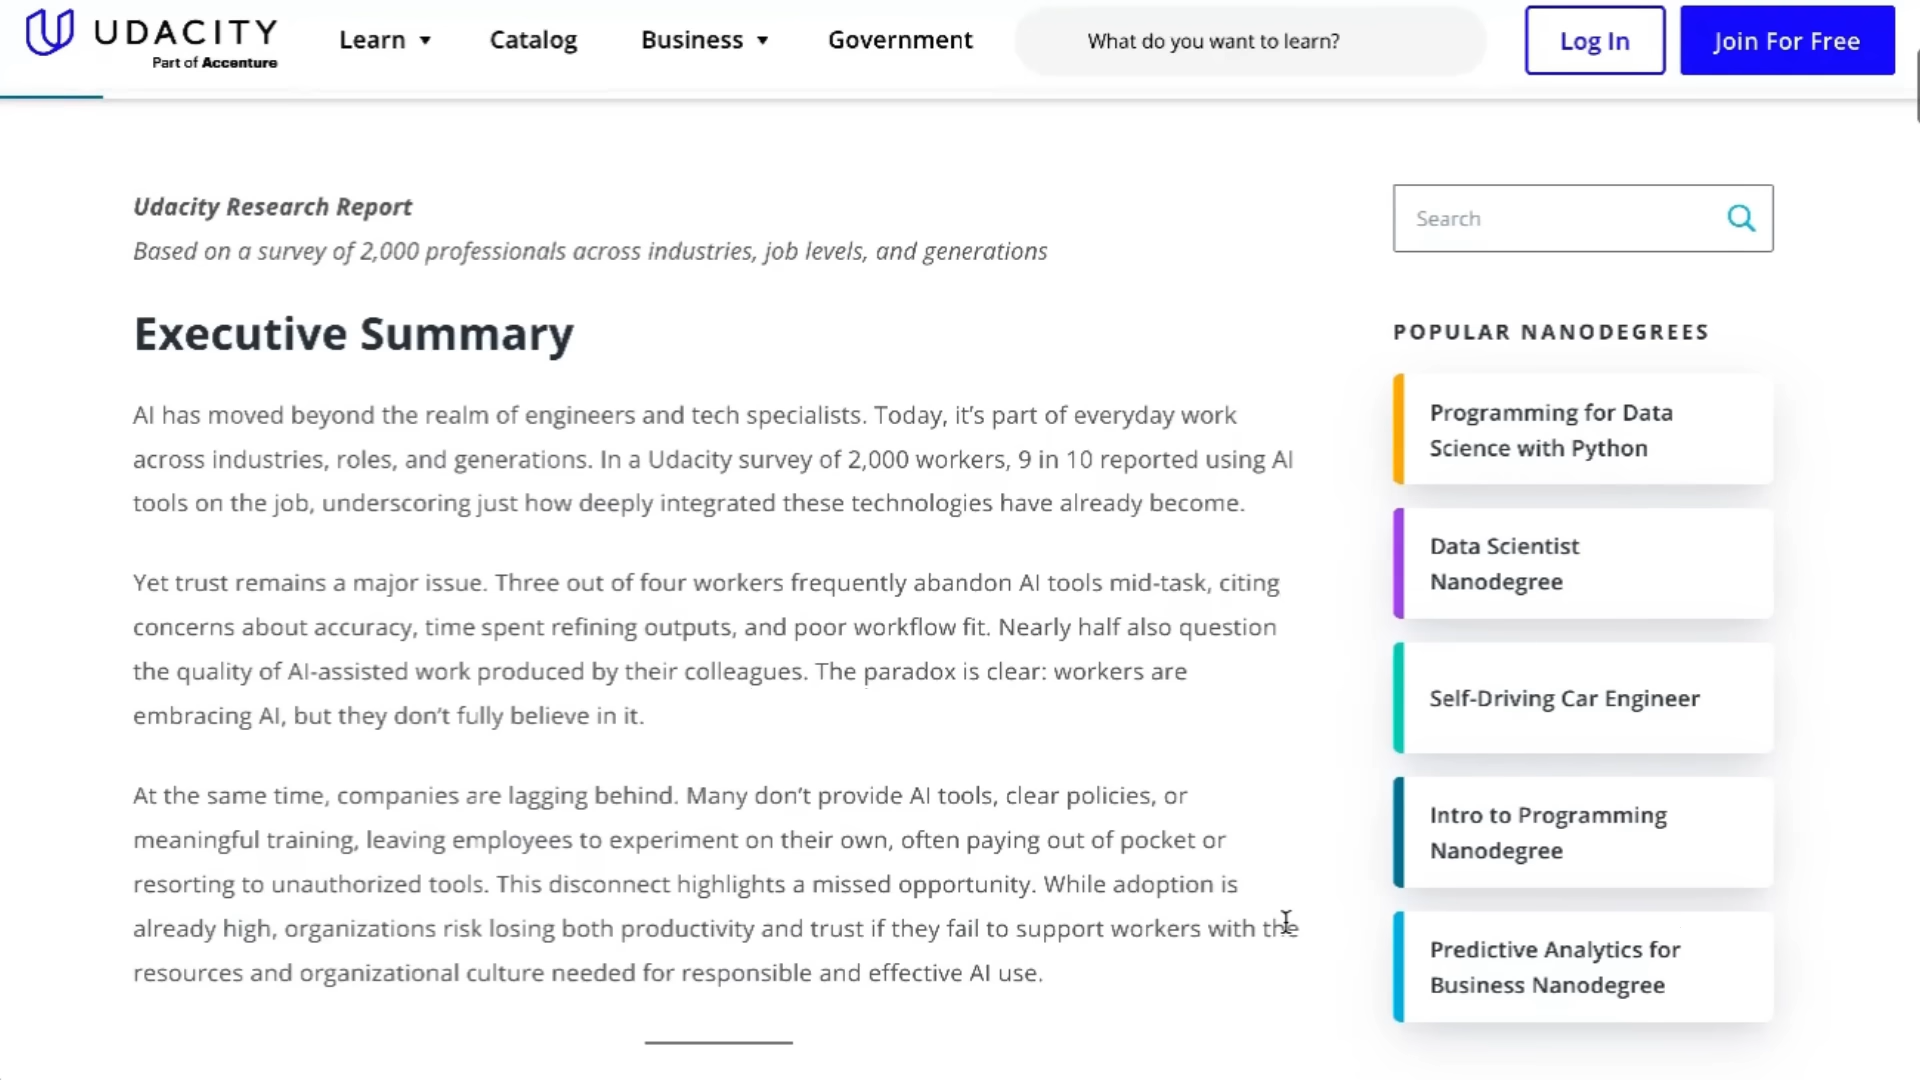 UDACITY
Part of Accenture
Learn
Catalog
Business
Government
What do you want to learn?
Log In
Join For Free
Udacity Research Report
Based on a survey of 2,000 professionals across industries, job levels, and generations
Executive Summary
AI has moved beyond the realm of engineers and tech specialists. Today, it’s part of everyday work
across industries, roles, and generations. In a Udacity survey of 2,000 workers, 9 in 10 reported using AI
tools on the job, underscoring just how deeply integrated these technologies have already become.
Yet trust remains a major issue. Three out of four workers frequently abandon AI tools mid-task, citing
concerns about accuracy, time spent refining outputs, and poor workflow fit. Nearly half also question
the quality of AI-assisted work produced by their colleagues. The paradox is clear: workers are
embracing AI, but they don’t fully believe in it.
At the same time, companies are lagging behind. Many don’t provide AI tools, clear policies, or
meaningful training, leaving employees to experiment on their own, often paying out of pocket or
resorting to unauthorized tools. This disconnect highlights a missed opportunity. While adoption is
already high, organizations risk losing both productivity and trust if they fail to support workers with the
resources and organizational culture needed for responsible and effective AI use.
Search
POPULAR NANODEGREES
Programming for Data
Science with Python
Data Scientist
Nanodegree
Self-Driving Car Engineer
Intro to Programming
Nanodegree
Predictive Analytics for
Business Nanodegree